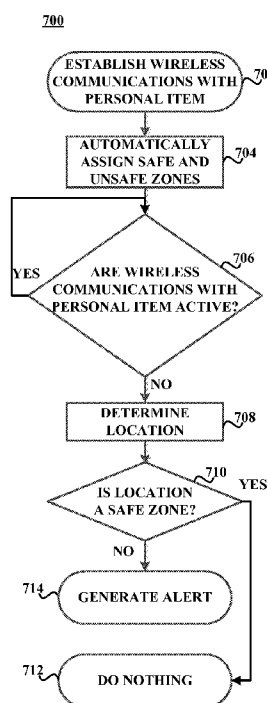 700
ESTABLISH WIRELESS
COMMUNICATIONS WITH
PERSONAL ITEM
70
AUTOMATICALLY
ASSIGN SAFE AND
UNSAFE ZONES
704
706
YES
ARE WIRELESS
COMMUNICATIONS WITH
PERSONAL ITEM ACTIVE?
NO
DETERMINE
LOCATION
708
710
YES
IS LOCATION
A SAFE ZONE?
NO
714
GENERATE ALERT
712
DO NOTHING